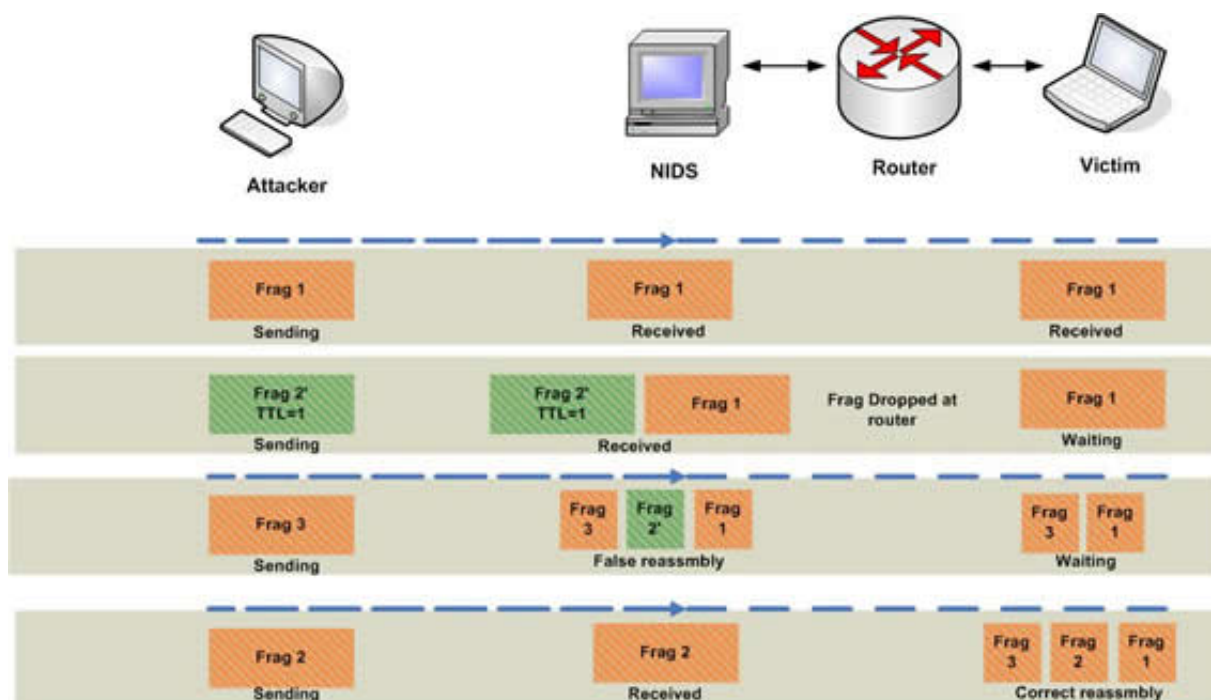 Attacker
NIDS
Router
Victim
Frag 1
Frag 1
Frag 1
Sending
Received
Received
Frag 2'
TTL=1
Frag 2'
TTL=1
Frag 1
Frag Dropped at
router
Frag 1
Sending
Received
Waiting
Frag 3
Frag
3
Frag
2'
Frag
1
Frag
3
Frag
1
Sending
False reassmbly
Waiting
Frag 2
Frag 2
Frag
3
Frag
2
Frag
1
Sending
Received
Correct reassmbly